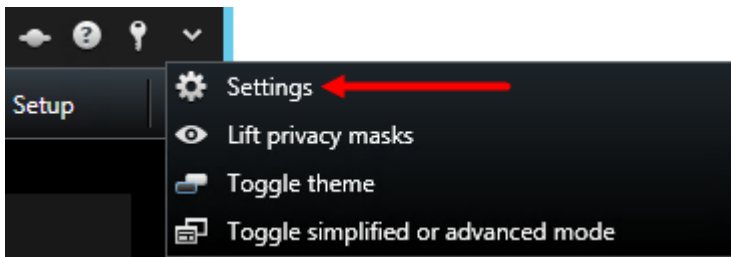 Setup
Settings
Lift privacy masks
Toggle theme
Toggle simplified or advanced mode